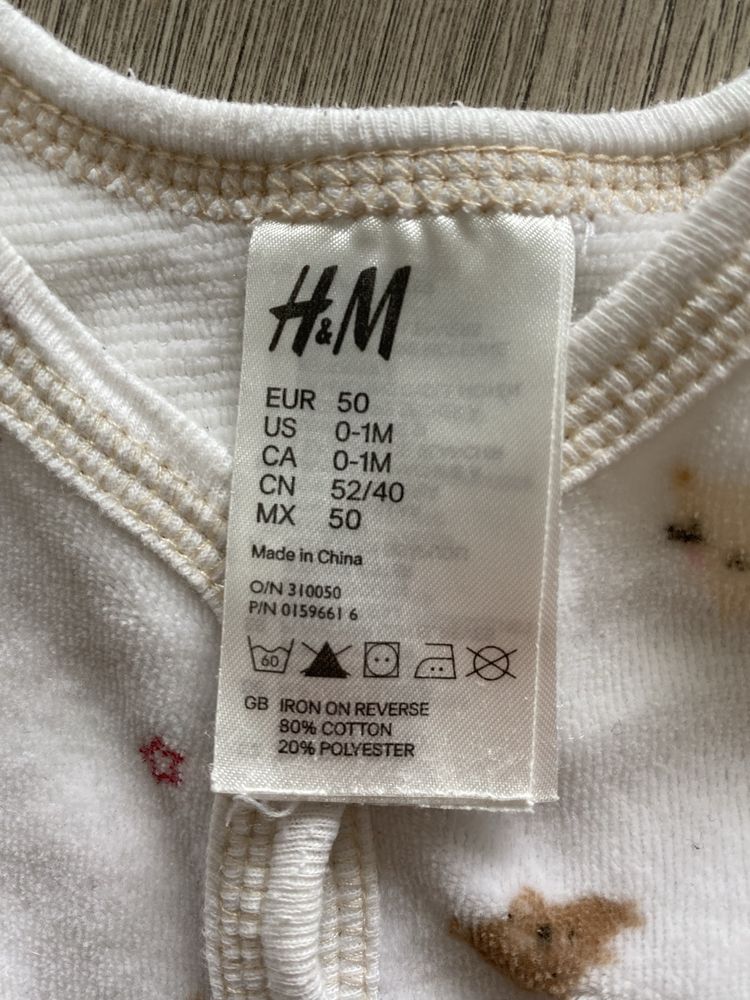 H&M
EUR 50
US 0-1M
CA 0-1M
CN 52/40
MX 50
Made in China
O/N 310050
P/N 0159661 6
60
GB IRON ON REVERSE
80% COTTON
20% POLYESTER